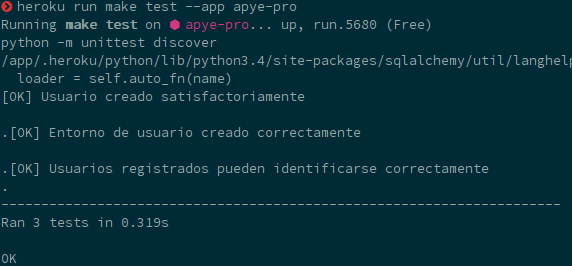 heroku run make test --app apye-pro
Running make test on ⬢ apye-pro... up, run.5680 (Free)
python -m unittest discover
/app/.heroku/python/lib/python3.4/site-packages/sqlalchemy/util/langhelp
loader = self.auto_fn(name)
[OK] Usuario creado satisfactoriamente
.[OK] Entorno de usuario creado correctamente
.[OK] Usuarios registrados pueden identificarse correctamente
.
----------------------------------------------------------------------
Ran 3 tests in 0.319s
OK